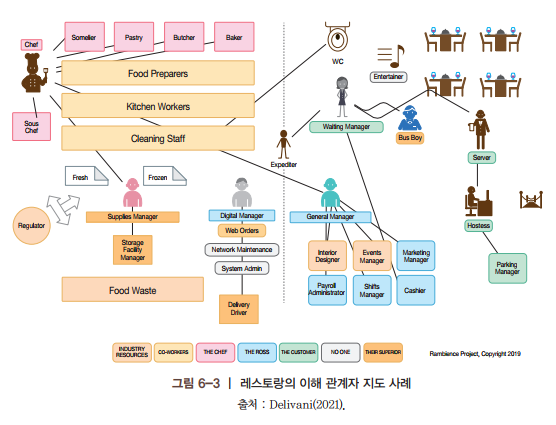 Chef
Someller
Pastry
Butcher
Baker
Food Preparers
Kitchen Workers
Cleaning Staff
Sous
Chef
WC
Entertainer
Waiting Manager
Bus Boy
Expediter
Server
Hostess
Parking
Manager
Fresh
Frozen
Regulator
Supplies Manager
Storage
Facility
Manager
Food Waste
Digital Manager
Web Orders
Network Maintenance
System Admin
Delivery
Driver
General Manager
Interior
Designer
Events
Manager
Marketing
Manager
Payroll
Administrator
Shifts
Manager
Cashier
INDUSTRY
RESOURCES
CO-WORKERS
THE CHEF
THE ROSS
THE CUSTOMER
NO ONE
THEIR SUPERIOR
Rambience Project, Copyright 2019
그림 6-3 | 레스토랑의 이해 관계자 지도 사례
출처 : Delivani(2021).